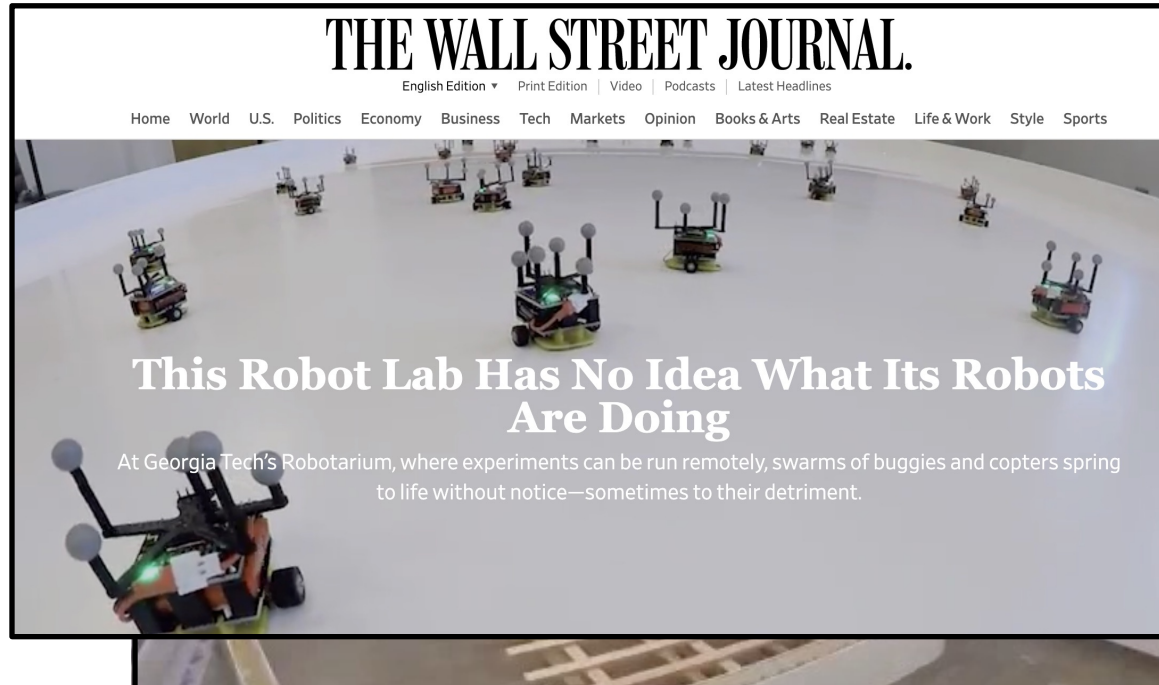 THE WALL STREET JOURNAL.
English Edition ▼ Print Edition | Video | Podcasts | Latest Headlines
Home World U.S. Politics Economy Business Tech Markets Opinion Books & Arts Real Estate Life & Work Style Sports
This Robot Lab Has No Idea What Its Robots
Are Doing
At Georgia Tech’s Robotarium, where experiments can be run remotely, swarms of buggies and copters spring
to life without notice—sometimes to their detriment.